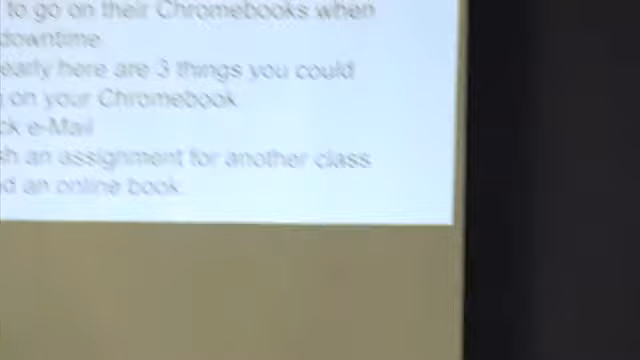 to go on their Chromebooks when
downtime
early here are 3 things you could
on your Chromebook
e-Mail
an assignment for another class
an online book